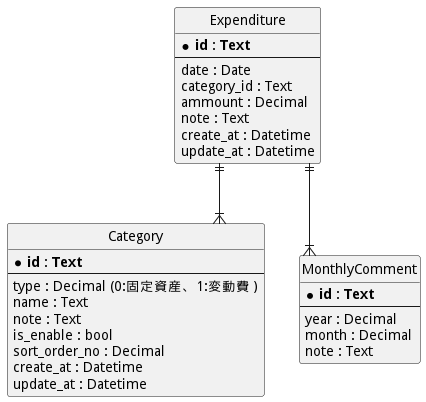 Expenditure
* id : Text
date : Date
category_id : Text
ammount : Decimal
note : Text
create_at : Datetime
update_at : Datetime
Category
* id : Text
type : Decimal (0:固定資産、1:変動費 )
name : Text
note : Text
is_enable : bool
sort_order_no : Decimal
create_at : Datetime
update_at : Datetime
MonthlyComment
* id : Text
year : Decimal
month : Decimal
note : Text